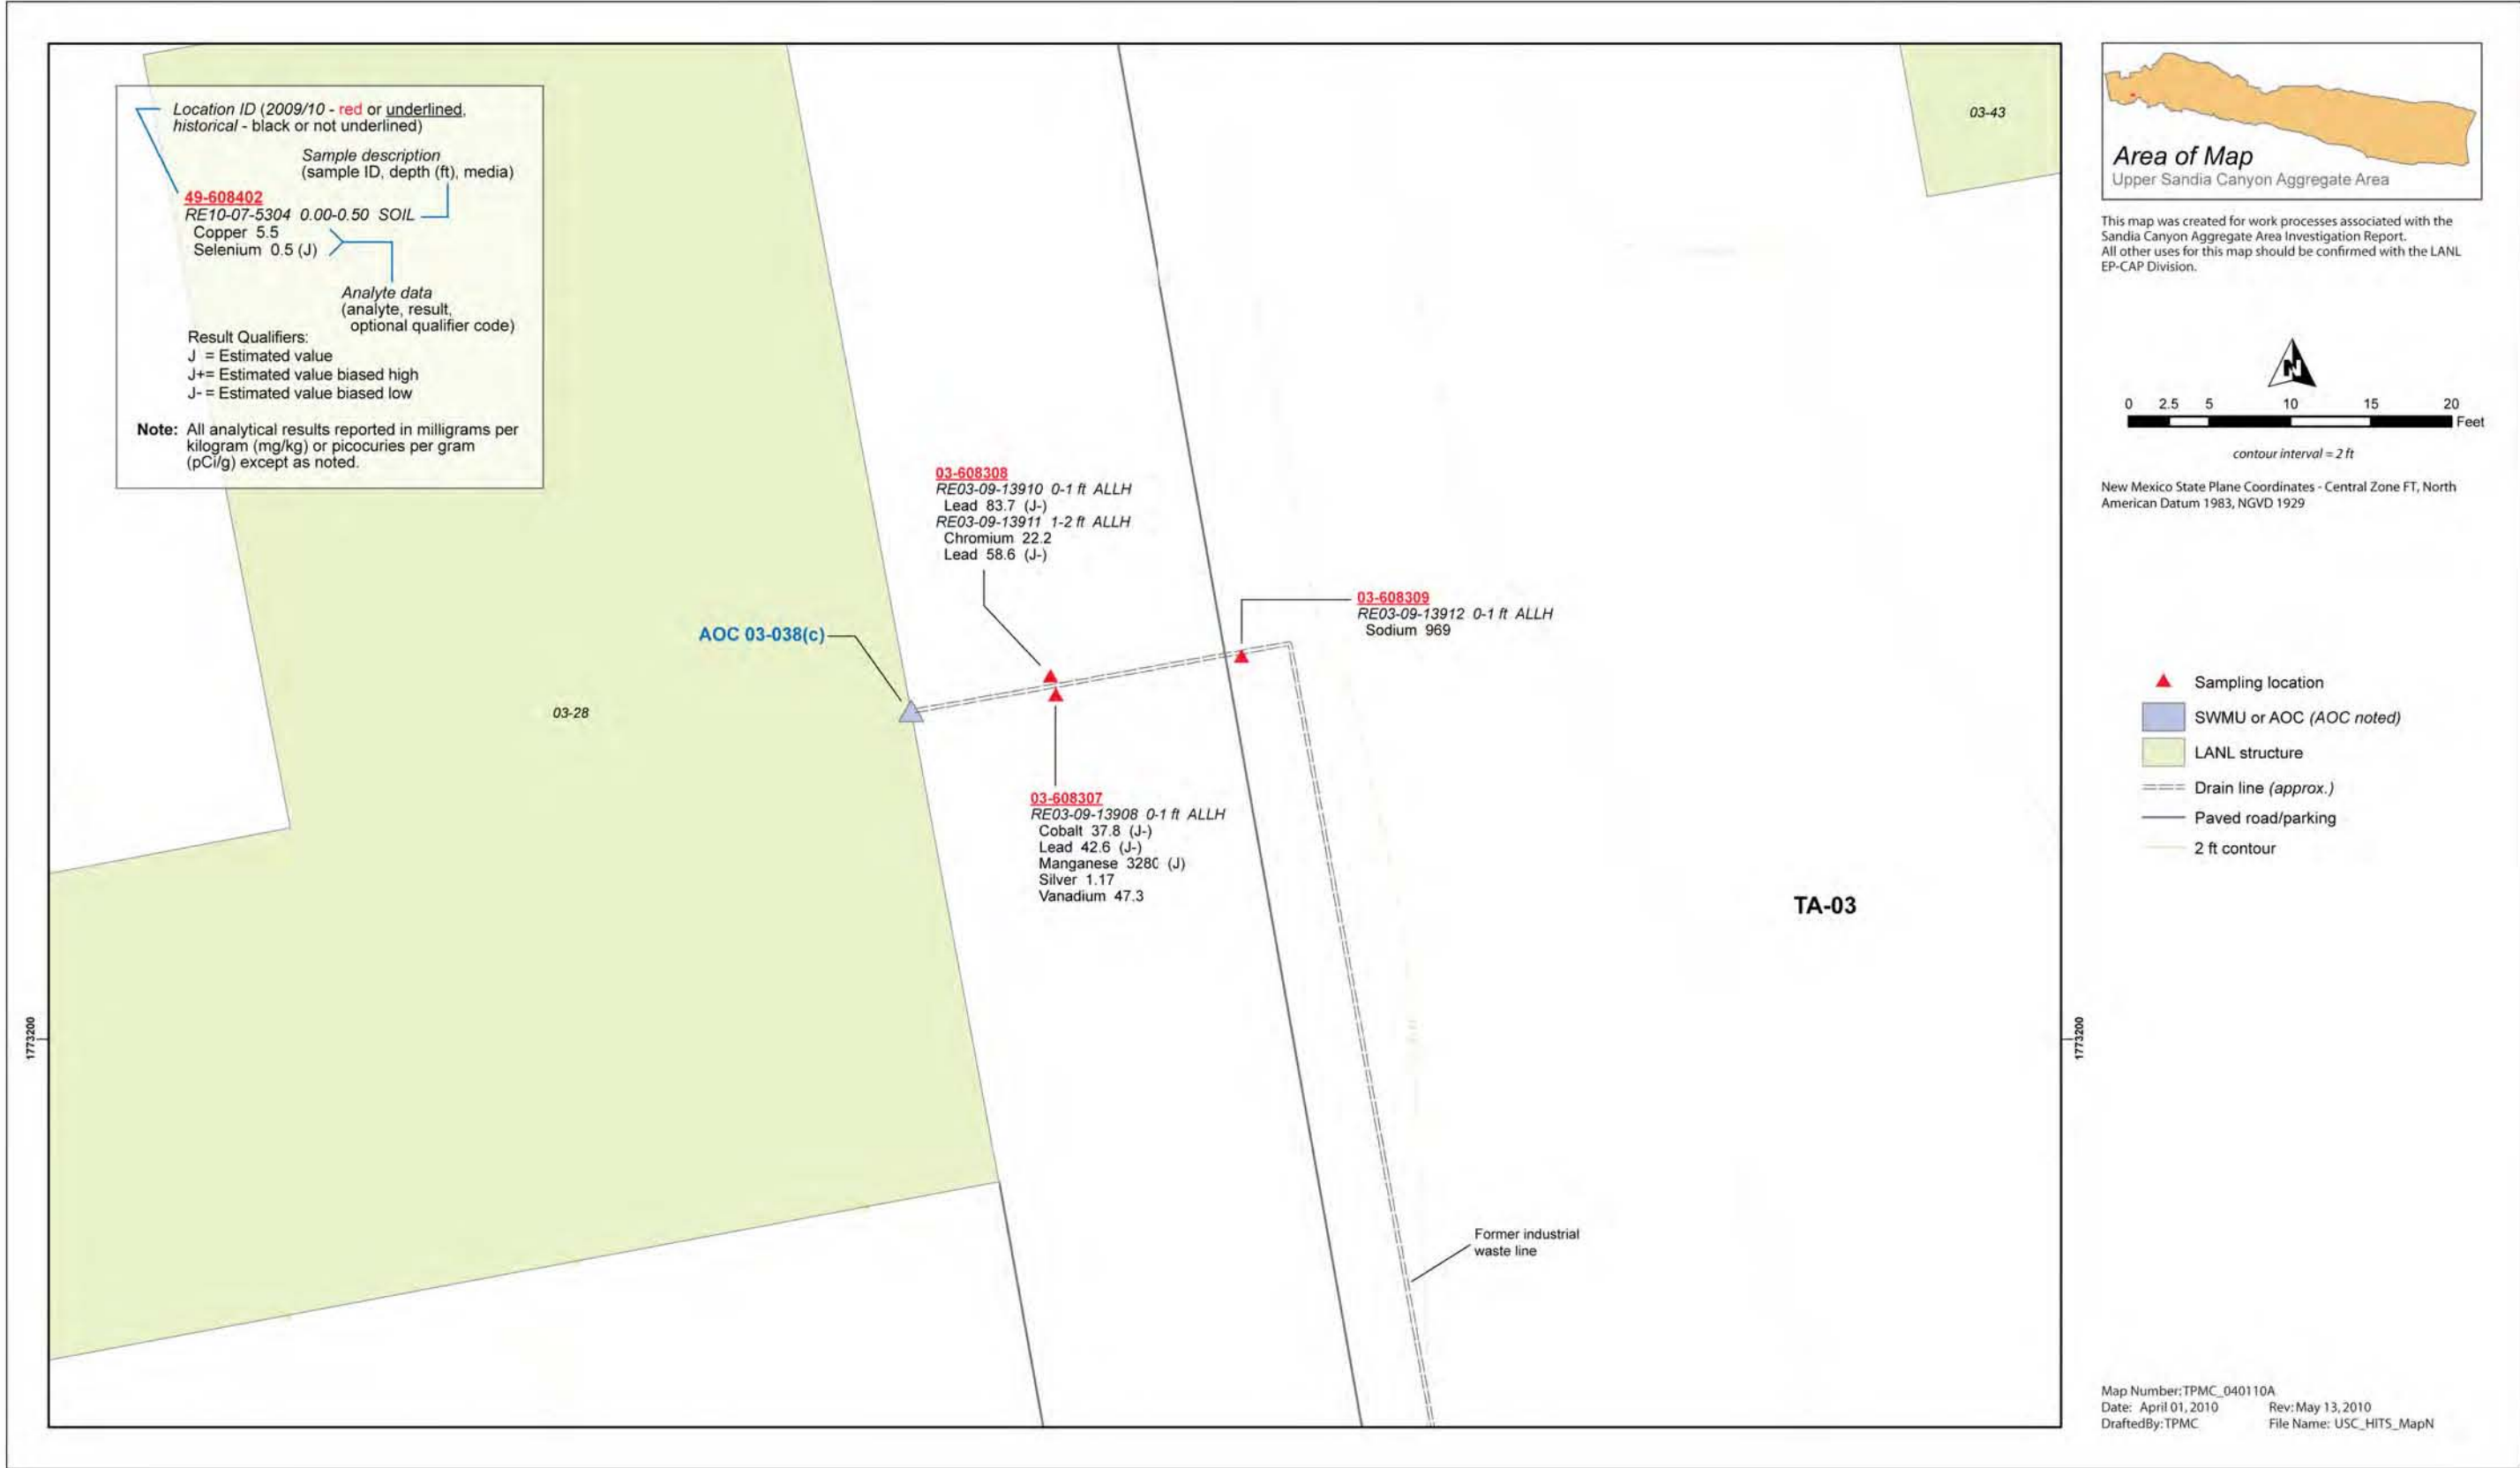 Location ID (2009/10 - red or underlined,
historical - black or not underlined)
Sample description
(sample ID, depth (ft), media)
49-608402
RE10-07-5304 0.00-0.50 SOIL
Copper 5.5
Selenium 0.5 (J)
Analyte data
(analyte, result,
optional qualifier code)
Result Qualifiers:
J = Estimated value
J+= Estimated value biased high
J- = Estimated value biased low
Note: All analytical results reported in milligrams per
kilogram (mg/kg) or picocuries per gram
(pCi/g) except as noted.
03-43
03-608308
RE03-09-13910 0-1 ft ALLH
Lead 83.7 (J-)
RE03-09-13911 1-2 ft ALLH
Chromium 22.2
Lead 58.6 (J-)
03-608309
RE03-09-13912 0-1 ft ALLH
Sodium 969
AOC 03-038(c)
03-28
03-608307
RE03-09-13908 0-1 ft ALLH
Cobalt 37.8 (J-)
Lead 42.6 (J-)
Manganese 3280 (J)
Silver 1.17
Vanadium 47.3
TA-03
1773200
1773200
Former industrial
waste line
Area of Map
Upper Sandia Canyon Aggregate Area
This map was created for work processes associated with the
Sandia Canyon Aggregate Area Investigation Report.
All other uses for this map should be confirmed with the LANL
EP-CAP Division.
N
0 2.5 5 10 15 20
Feet
contour interval = 2 ft
New Mexico State Plane Coordinates - Central Zone FT, North
American Datum 1983, NGVD 1929
Sampling location
SWMU or AOC (AOC noted)
LANL structure
Drain line (approx.)
Paved road/parking
2 ft contour
Map Number: TPMC_040110A
Date: April 01, 2010 Rev: May 13, 2010
DraftedBy: TPMC File Name: USC_HITS_MapN